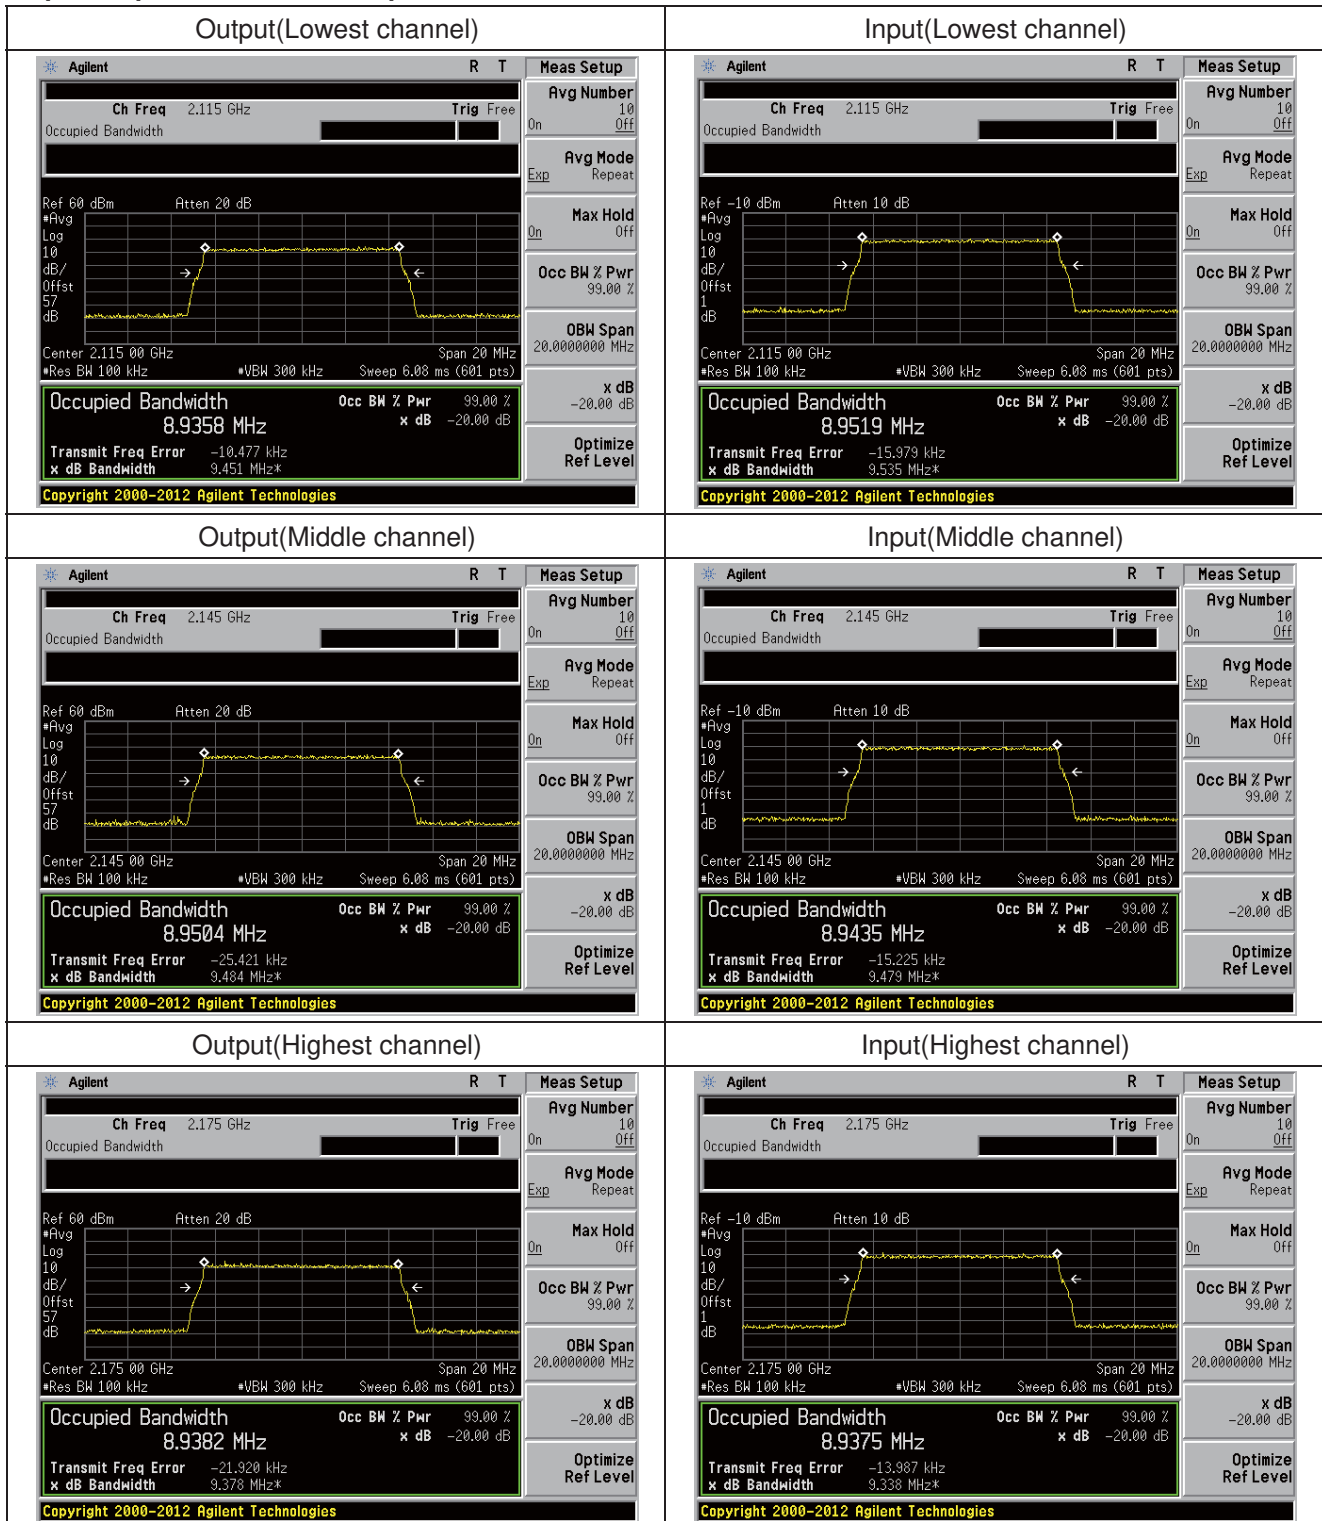 Output(Lowest channel)
Input(Lowest channel)
Agilent R T Meas Setup
Ch Freq 2.115 GHz Trig Free
Occupied Bandwidth
Avg Number
10
On Off
Avg Mode
Exp Repeat
Max Hold
On Off
Occ BW % Pwr
99.00 %
OBW Span
20.0000000 MHz
x dB
-20.00 dB
Optimize
Ref Level
Ref 60 dBm Atten 20 dB
#Avg
Log
10
dB/
Offst
57
dB
Center 2.115 00 GHz Span 20 MHz
#Res BW 100 kHz #VBW 300 kHz Sweep 6.08 ms (601 pts)
Occupied Bandwidth Occ BW % Pwr 99.00 %
8.9358 MHz x dB -20.00 dB
Transmit Freq Error -10.477 kHz
x dB Bandwidth 9.451 MHz*
Copyright 2000-2012 Agilent Technologies
Agilent R T Meas Setup
Ch Freq 2.115 GHz Trig Free
Occupied Bandwidth
Avg Number
10
On Off
Avg Mode
Exp Repeat
Max Hold
On Off
Occ BW % Pwr
99.00 %
OBW Span
20.0000000 MHz
x dB
-20.00 dB
Optimize
Ref Level
Ref -10 dBm Atten 10 dB
#Avg
Log
10
dB/
Offst
1
dB
Center 2.115 00 GHz Span 20 MHz
#Res BW 100 kHz #VBW 300 kHz Sweep 6.08 ms (601 pts)
Occupied Bandwidth Occ BW % Pwr 99.00 %
8.9519 MHz x dB -20.00 dB
Transmit Freq Error -15.979 kHz
x dB Bandwidth 9.535 MHz*
Copyright 2000-2012 Agilent Technologies
Output(Middle channel)
Input(Middle channel)
Agilent R T Meas Setup
Ch Freq 2.145 GHz Trig Free
Occupied Bandwidth
Avg Number
10
On Off
Avg Mode
Exp Repeat
Max Hold
On Off
Occ BW % Pwr
99.00 %
OBW Span
20.0000000 MHz
x dB
-20.00 dB
Optimize
Ref Level
Ref 60 dBm Atten 20 dB
#Avg
Log
10
dB/
Offst
57
dB
Center 2.145 00 GHz Span 20 MHz
#Res BW 100 kHz #VBW 300 kHz Sweep 6.08 ms (601 pts)
Occupied Bandwidth Occ BW % Pwr 99.00 %
8.9504 MHz x dB -20.00 dB
Transmit Freq Error -25.421 kHz
x dB Bandwidth 9.484 MHz*
Copyright 2000-2012 Agilent Technologies
Agilent R T Meas Setup
Ch Freq 2.145 GHz Trig Free
Occupied Bandwidth
Avg Number
10
On Off
Avg Mode
Exp Repeat
Max Hold
On Off
Occ BW % Pwr
99.00 %
OBW Span
20.0000000 MHz
x dB
-20.00 dB
Optimize
Ref Level
Ref -10 dBm Atten 10 dB
#Avg
Log
10
dB/
Offst
1
dB
Center 2.145 00 GHz Span 20 MHz
#Res BW 100 kHz #VBW 300 kHz Sweep 6.08 ms (601 pts)
Occupied Bandwidth Occ BW % Pwr 99.00 %
8.9435 MHz x dB -20.00 dB
Transmit Freq Error -15.225 kHz
x dB Bandwidth 9.479 MHz*
Copyright 2000-2012 Agilent Technologies
Output(Highest channel)
Input(Highest channel)
Agilent R T Meas Setup
Ch Freq 2.175 GHz Trig Free
Occupied Bandwidth
Avg Number
10
On Off
Avg Mode
Exp Repeat
Max Hold
On Off
Occ BW % Pwr
99.00 %
OBW Span
20.0000000 MHz
x dB
-20.00 dB
Optimize
Ref Level
Ref 60 dBm Atten 20 dB
#Avg
Log
10
dB/
Offst
57
dB
Center 2.175 00 GHz Span 20 MHz
#Res BW 100 kHz #VBW 300 kHz Sweep 6.08 ms (601 pts)
Occupied Bandwidth Occ BW % Pwr 99.00 %
8.9382 MHz x dB -20.00 dB
Transmit Freq Error -21.920 kHz
x dB Bandwidth 9.378 MHz*
Copyright 2000-2012 Agilent Technologies
Agilent R T Meas Setup
Ch Freq 2.175 GHz Trig Free
Occupied Bandwidth
Avg Number
10
On Off
Avg Mode
Exp Repeat
Max Hold
On Off
Occ BW % Pwr
99.00 %
OBW Span
20.0000000 MHz
x dB
-20.00 dB
Optimize
Ref Level
Ref -10 dBm Atten 10 dB
#Avg
Log
10
dB/
Offst
1
dB
Center 2.175 00 GHz Span 20 MHz
#Res BW 100 kHz #VBW 300 kHz Sweep 6.08 ms (601 pts)
Occupied Bandwidth Occ BW % Pwr 99.00 %
8.9375 MHz x dB -20.00 dB
Transmit Freq Error -13.987 kHz
x dB Bandwidth 9.338 MHz*
Copyright 2000-2012 Agilent Technologies